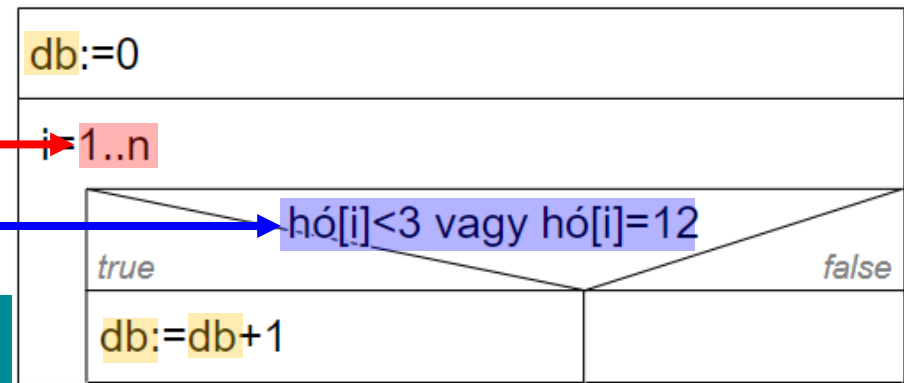 db:=0
i=1..n
hó[i]<3 vagy hó[i]=12
true
false
db:=db+1